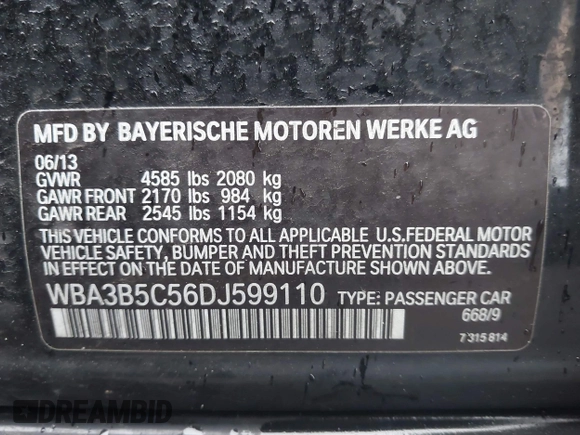 MFD BY BAYERISCHE MOTOREN WERKE AG
06/13
GVWR 4585 lbs 2080 kg
GAWR FRONT 2170 lbs 984 kg
GAWR REAR 2545 lbs 1154 kg
THIS VEHICLE CONFORMS TO ALL APPLICABLE U.S.FEDERAL MOTOR
VEHICLE SAFETY, BUMPER AND THEFT PREVENTION STANDARDS
IN EFFECT ON THE DATE OF MANUFACTURE SHOWN ABOVE.
WBA3B5C56DJ599110 TYPE: PASSENGER CAR
668/9
7 315 814
DREAMBID